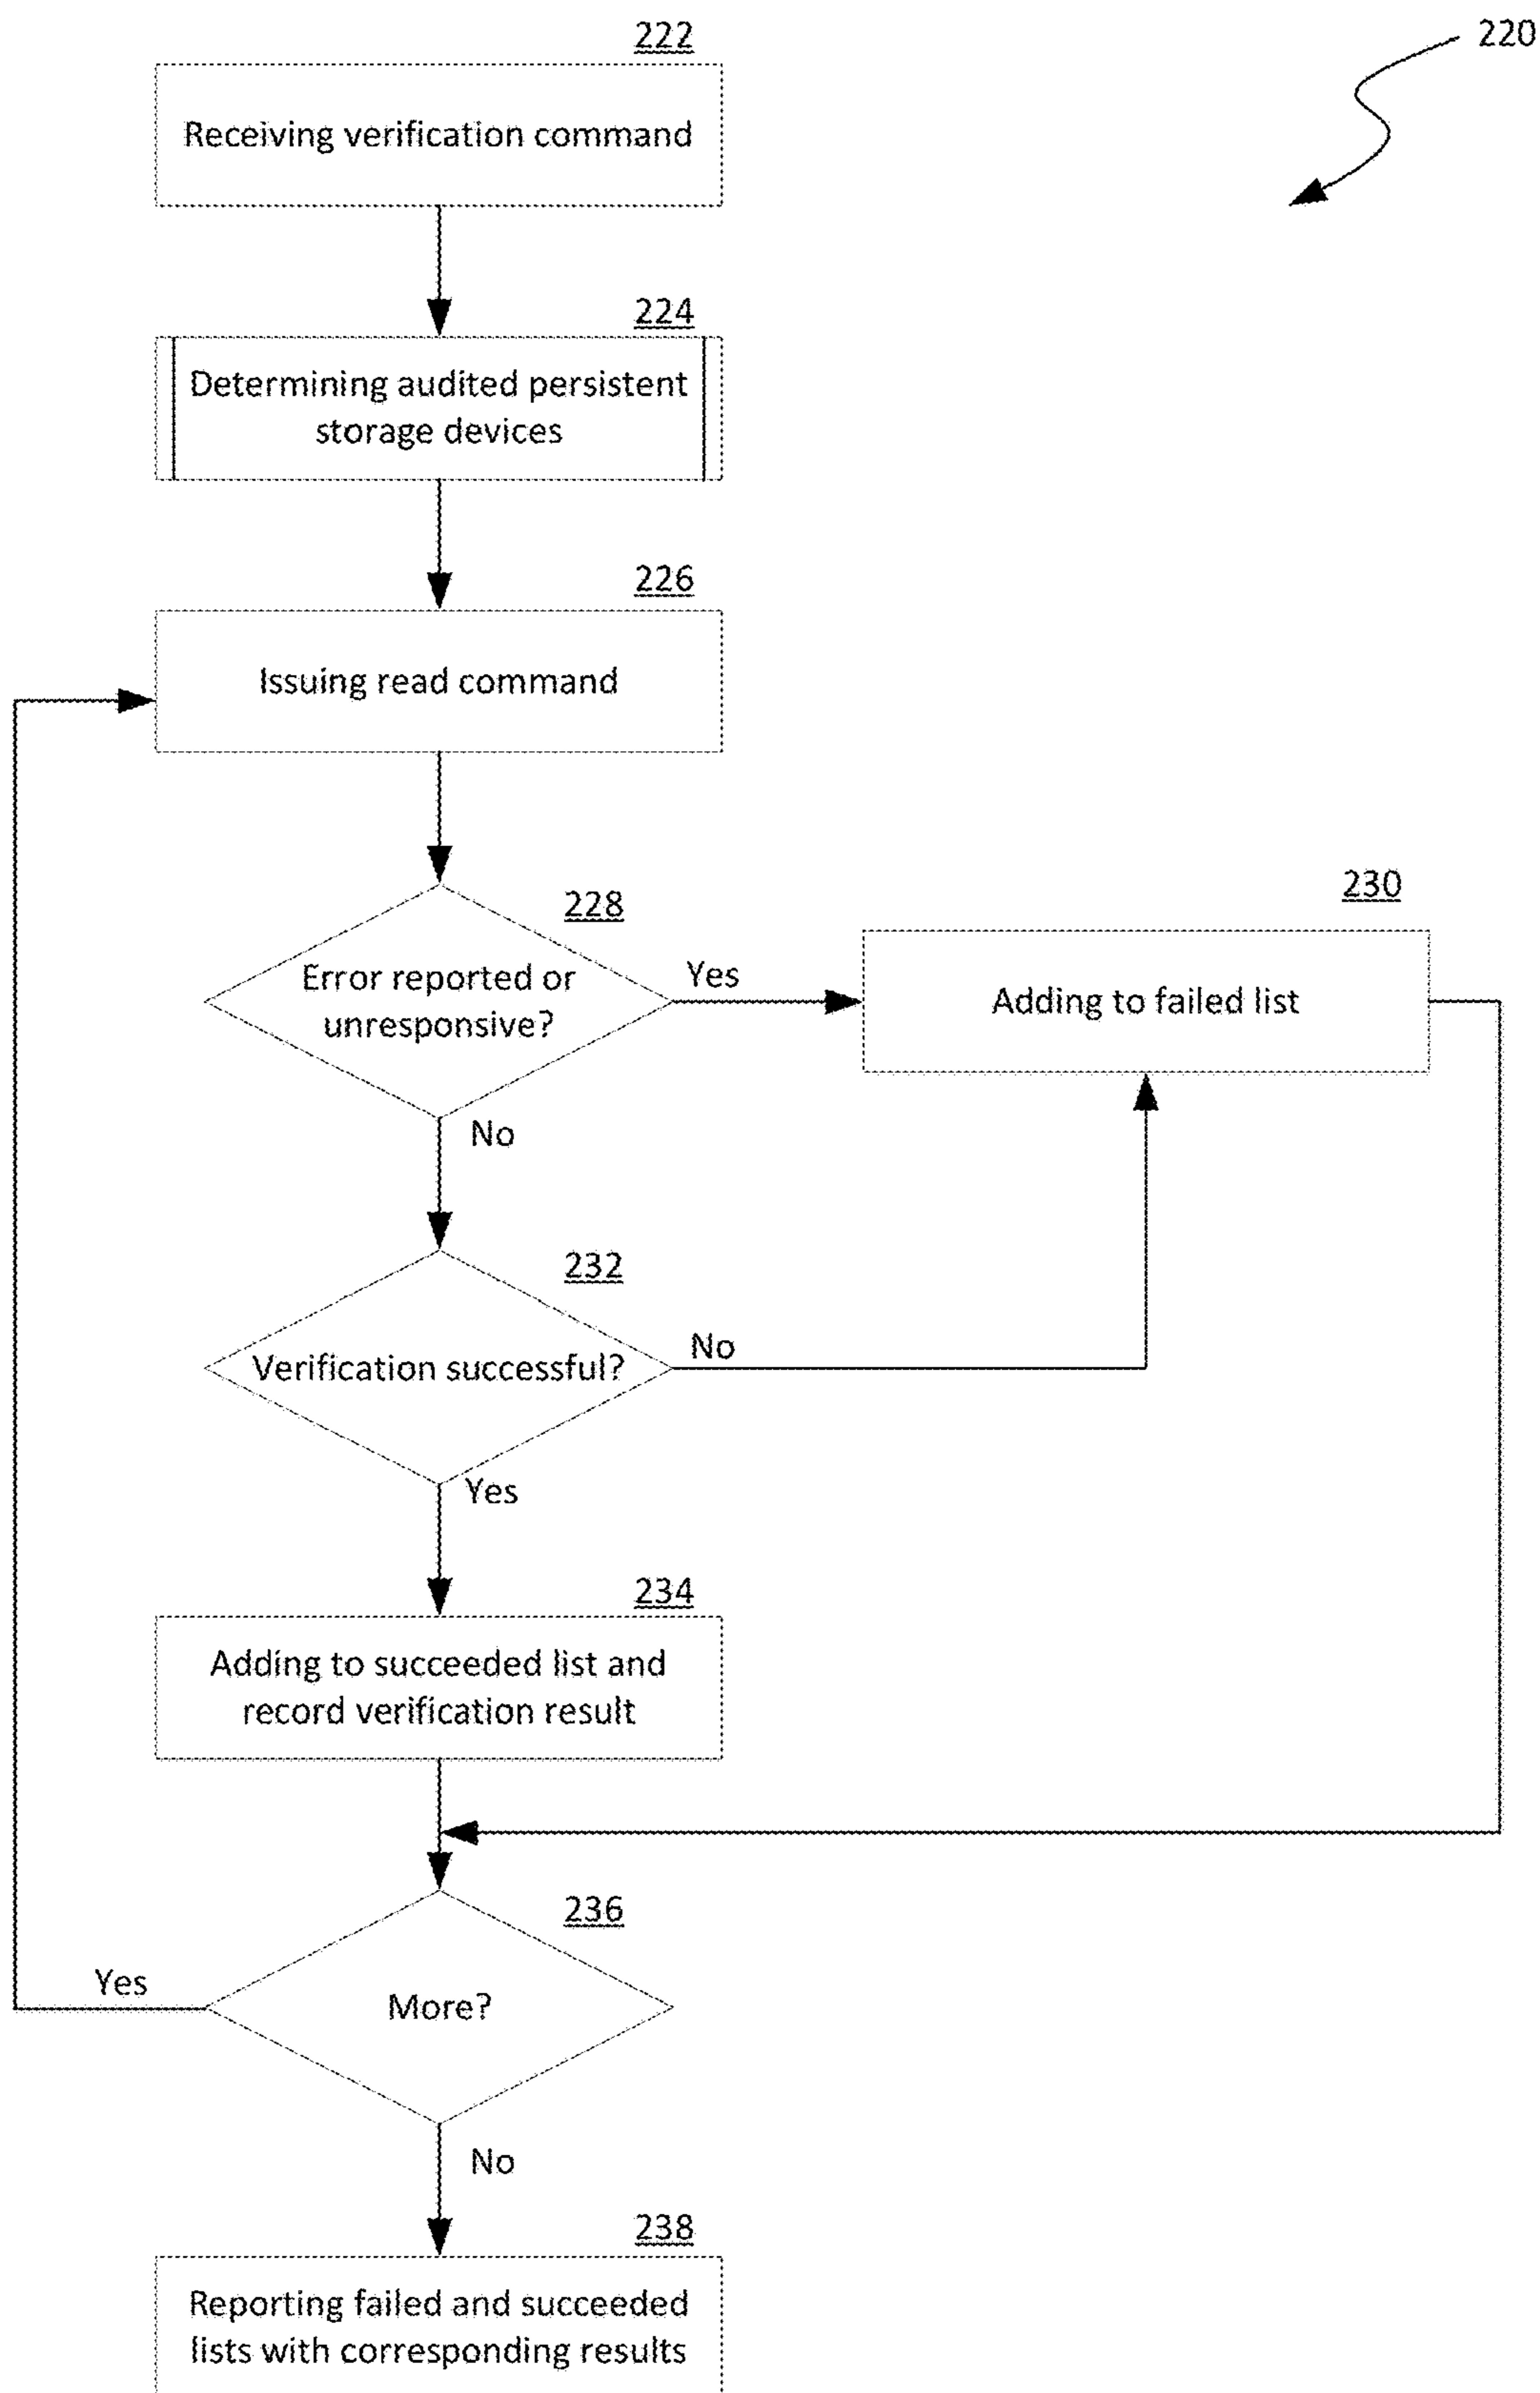 222
220
Receiving verification command
224
Determining audited persistent
storage devices
226
Issuing read command
228
Error reported or
unresponsive?
Yes
230
Adding to failed list
No
232
Verification successful?
No
Yes
234
Adding to succeeded list and
record verification result
236
Yes
More?
No
238
Reporting failed and succeeded
lists with corresponding results